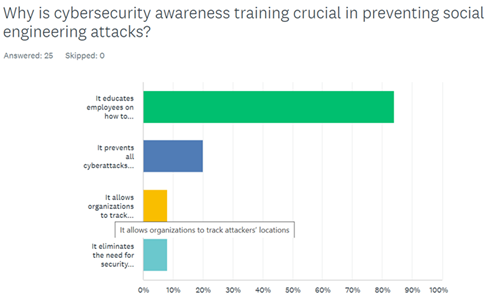 Why is cybersecurity awareness training crucial in preventing social
engineering attacks?
Answered: 25 Skipped: 0
It educates
employees on
how to...
It prevents
all
cyberattacks...
It allows
organizations
to track...
It allows organizations to track attackers' locations
It eliminates
the need for
security...
0% 10% 20% 30% 40% 50% 60% 70% 80% 90% 100%